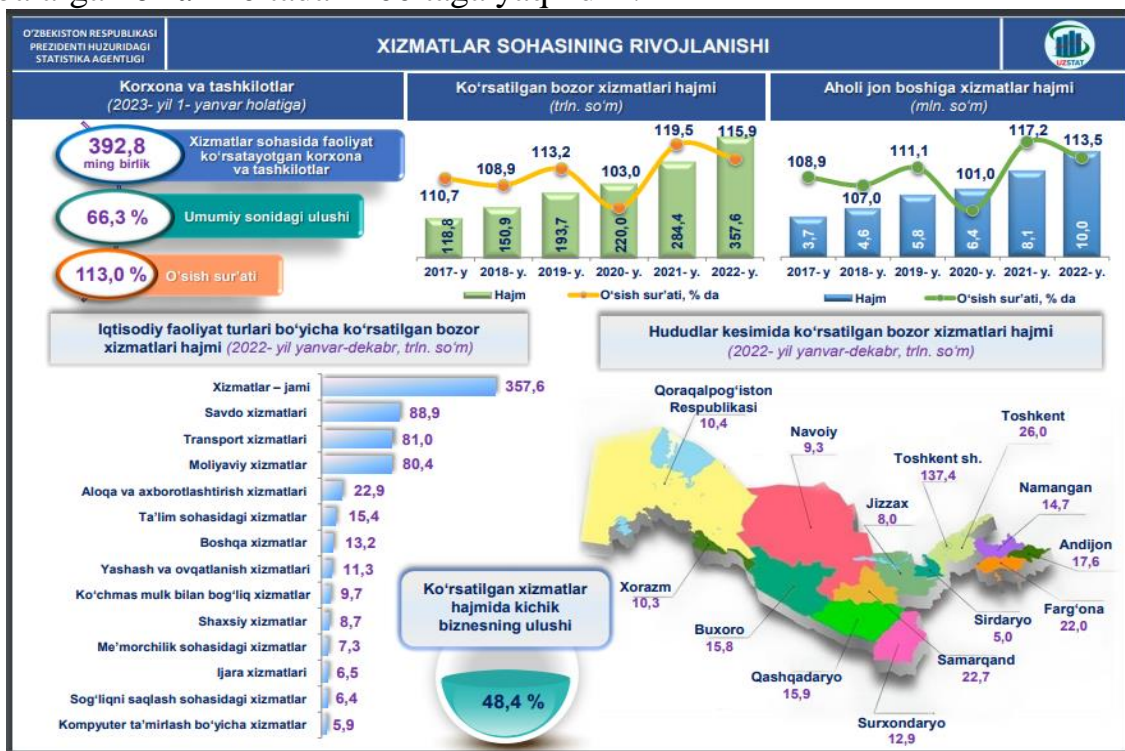 O'ZBEKISTON RESPUBLIKASI
PREZIDENTI HUZURIDAGI
STATISTIKA AGENTLIGI
XIZMATLAR SOHASINING RIVOJLANISHI
UZSTAT
Korxona va tashkilotlar
(2023- yil 1- yanvar holatiga)
392,8
ming birlik
Xizmatlar sohasida faoliyat
ko'rsatayotgan korxona
va tashkilotlar
66,3 %
Umumiy sonidagi ulushi
113,0 %
O'sish sur'ati
Ko'rsatilgan bozor xizmatlari hajmi
(trln. so'm)
110,7
108,9
113,2
103,0
119,5
115,9
118,8
150,9
193,7
220,0
284,4
357,6
2017- y 2018- y. 2019- y. 2020- y. 2021- y. 2022- y.
Hajm O'sish sur'ati, % da
Aholi jon boshiga xizmatlar hajmi
(mln. so'm)
108,9
107,0
111,1
101,0
117,2
113,5
3,7
4,6
5,8
6,4
8,1
10,0
2017- y 2018- y. 2019- y. 2020- y. 2021- y. 2022- y.
Hajm O'sish sur'ati, % da
Iqtisodiy faoliyat turlari bo'yicha ko'rsatilgan bozor
xizmatlari hajmi (2022- yil yanvar-dekabr, trln. so'm)
Xizmatlar – jami 357,6
Savdo xizmatlari 88,9
Transport xizmatlari 81,0
Moliyaviy xizmatlar 80,4
Aloqa va axborotlashtirish xizmatlari 22,9
Ta'lim sohasidagi xizmatlar 15,4
Boshqa xizmatlar 13,2
Yashash va ovqatlanish xizmatlari 11,3
Ko'chmas mulk bilan bog'liq xizmatlar 9,7
Shaxsiy xizmatlar 8,7
Me'morchilik sohasidagi xizmatlar 7,3
Ijara xizmatlari 6,5
Sog'liqni saqlash sohasidagi xizmatlar 6,4
Kompyuter ta'mirlash bo'yicha xizmatlar 5,9
Ko'rsatilgan xizmatlar
hajmida kichik
biznesning ulushi
48,4 %
Hududlar kesimida ko'rsatilgan bozor xizmatlari hajmi
(2022- yil yanvar-dekabr, trln. so'm)
Qoraqalpog'iston
Respublikasi
10,4
Navoiy
9,3
Toshkent
26,0
Toshkent sh.
137,4
Namangan
14,7
Jizzax
8,0
Andijon
17,6
Xorazm
10,3
Farg'ona
22,0
Sirdaryo
5,0
Buxoro
15,8
Samarqand
22,7
Qashqadaryo
15,9
Surxondaryo
12,9